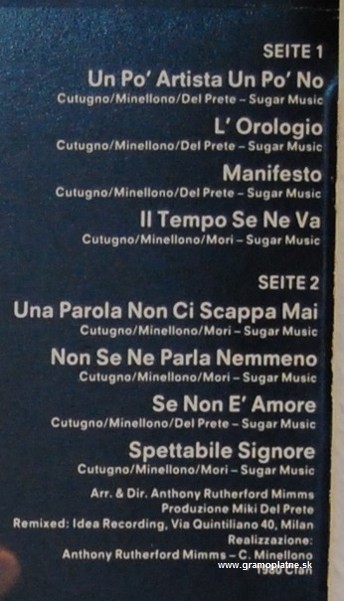 SEITE 1
Un Po' Artista Un Po' No
Cutugno/Minellono/Del Prete – Sugar Music
L' Orologio
Cutugno/Minellono/Del Prete – Sugar Music
Manifesto
Cutugno/Minellono/Del Prete – Sugar Music
Il Tempo Se Ne Va
Cutugno/Minellono/Mori – Sugar Music
SEITE 2
Una Parola Non Ci Scappa Mai
Cutugno/Minellono/Mori – Sugar Music
Non Se Ne Parla Nemmeno
Cutugno/Minellono/Mori – Sugar Music
Se Non E' Amore
Cutugno/Minellono/Del Prete – Sugar Music
Spettabile Signore
Cutugno/Minellono/Mori – Sugar Music
Arr. & Dir. Anthony Rutherford Mimms
Produzione Miki Del Prete
Remixed: Idea Recording, Via Quintiliano 40, Milan
Realizzazione:
Anthony Rutherford Mimms – C. Minellono
www.gramoplatne.sk
1980 Clan